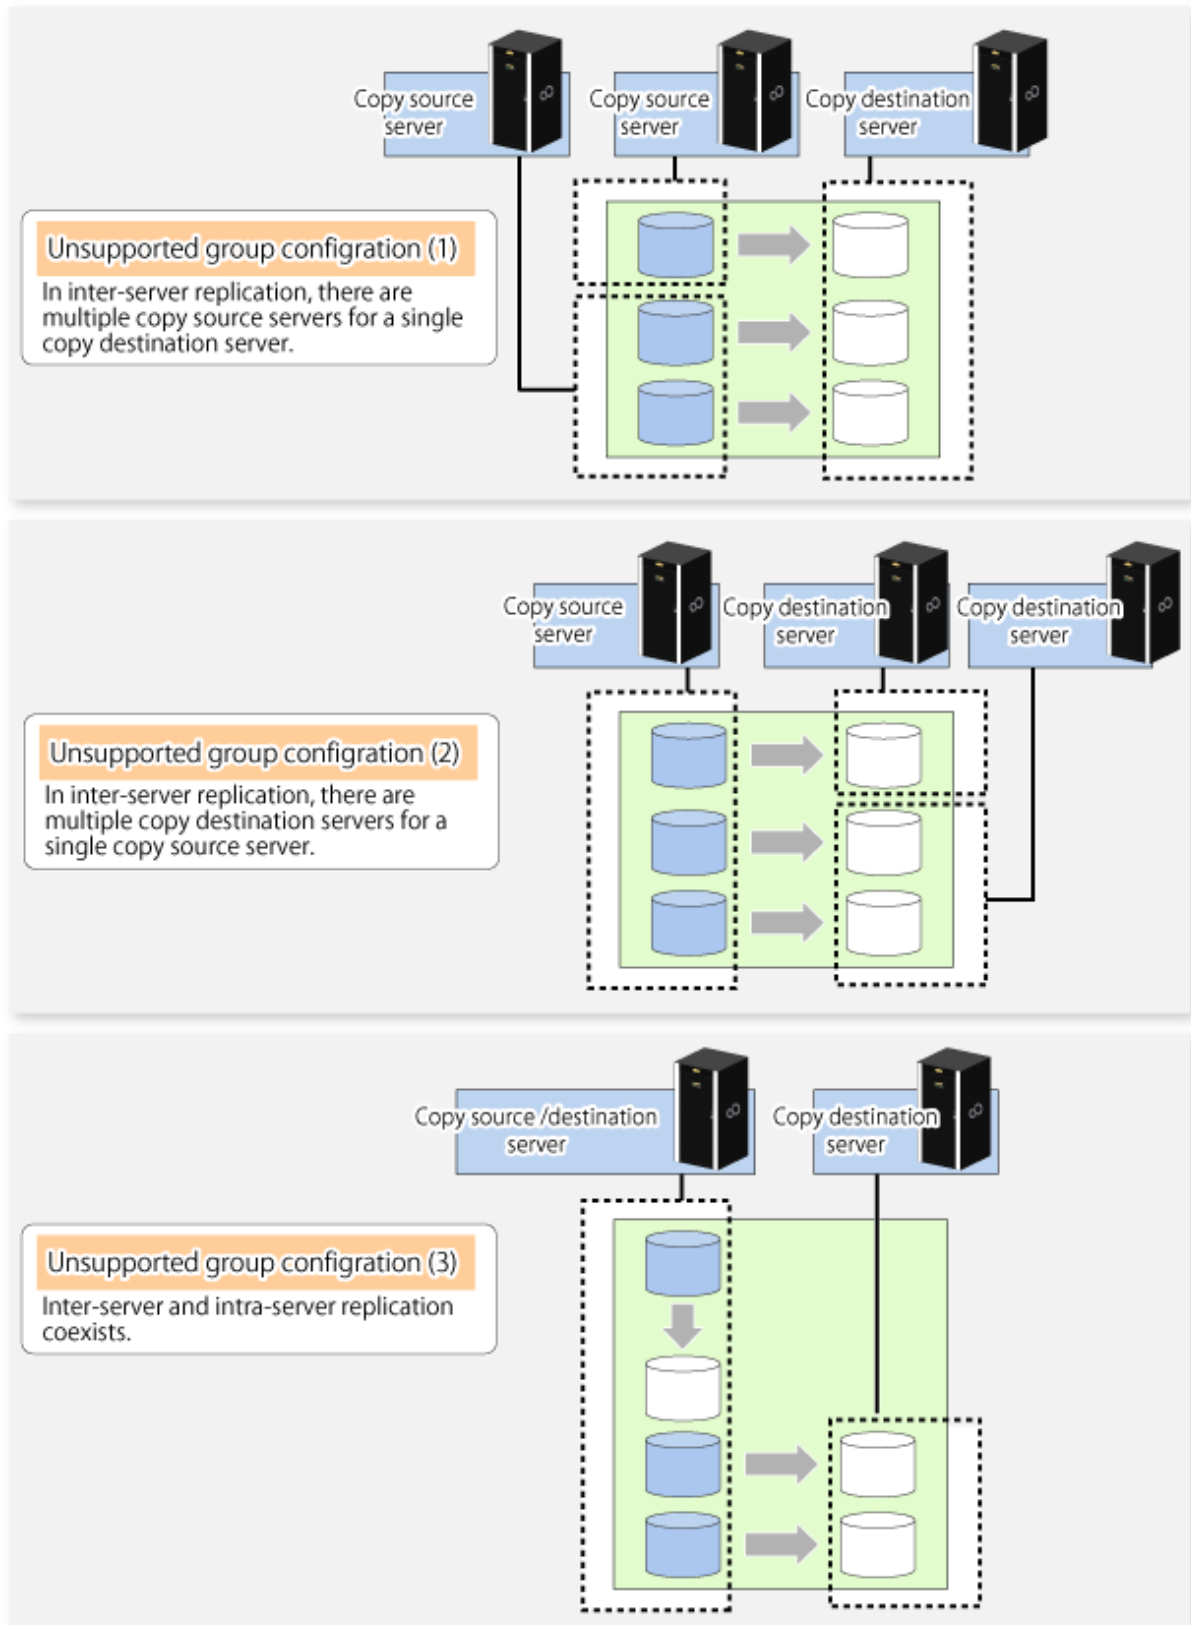 Copy source
server
Copy source
server
Copy destination
server
Unsupported group configration (1)
In inter-server replication, there are
multiple copy source servers for a single
copy destination server.
Copy source
server
Copy destination
server
Copy destination
server
Unsupported group configration (2)
In inter-server replication, there are
multiple copy destination servers for a
single copy source server.
Copy source /destination
server
Copy destination
server
Unsupported group configration (3)
Inter-server and intra-server replication
coexists.